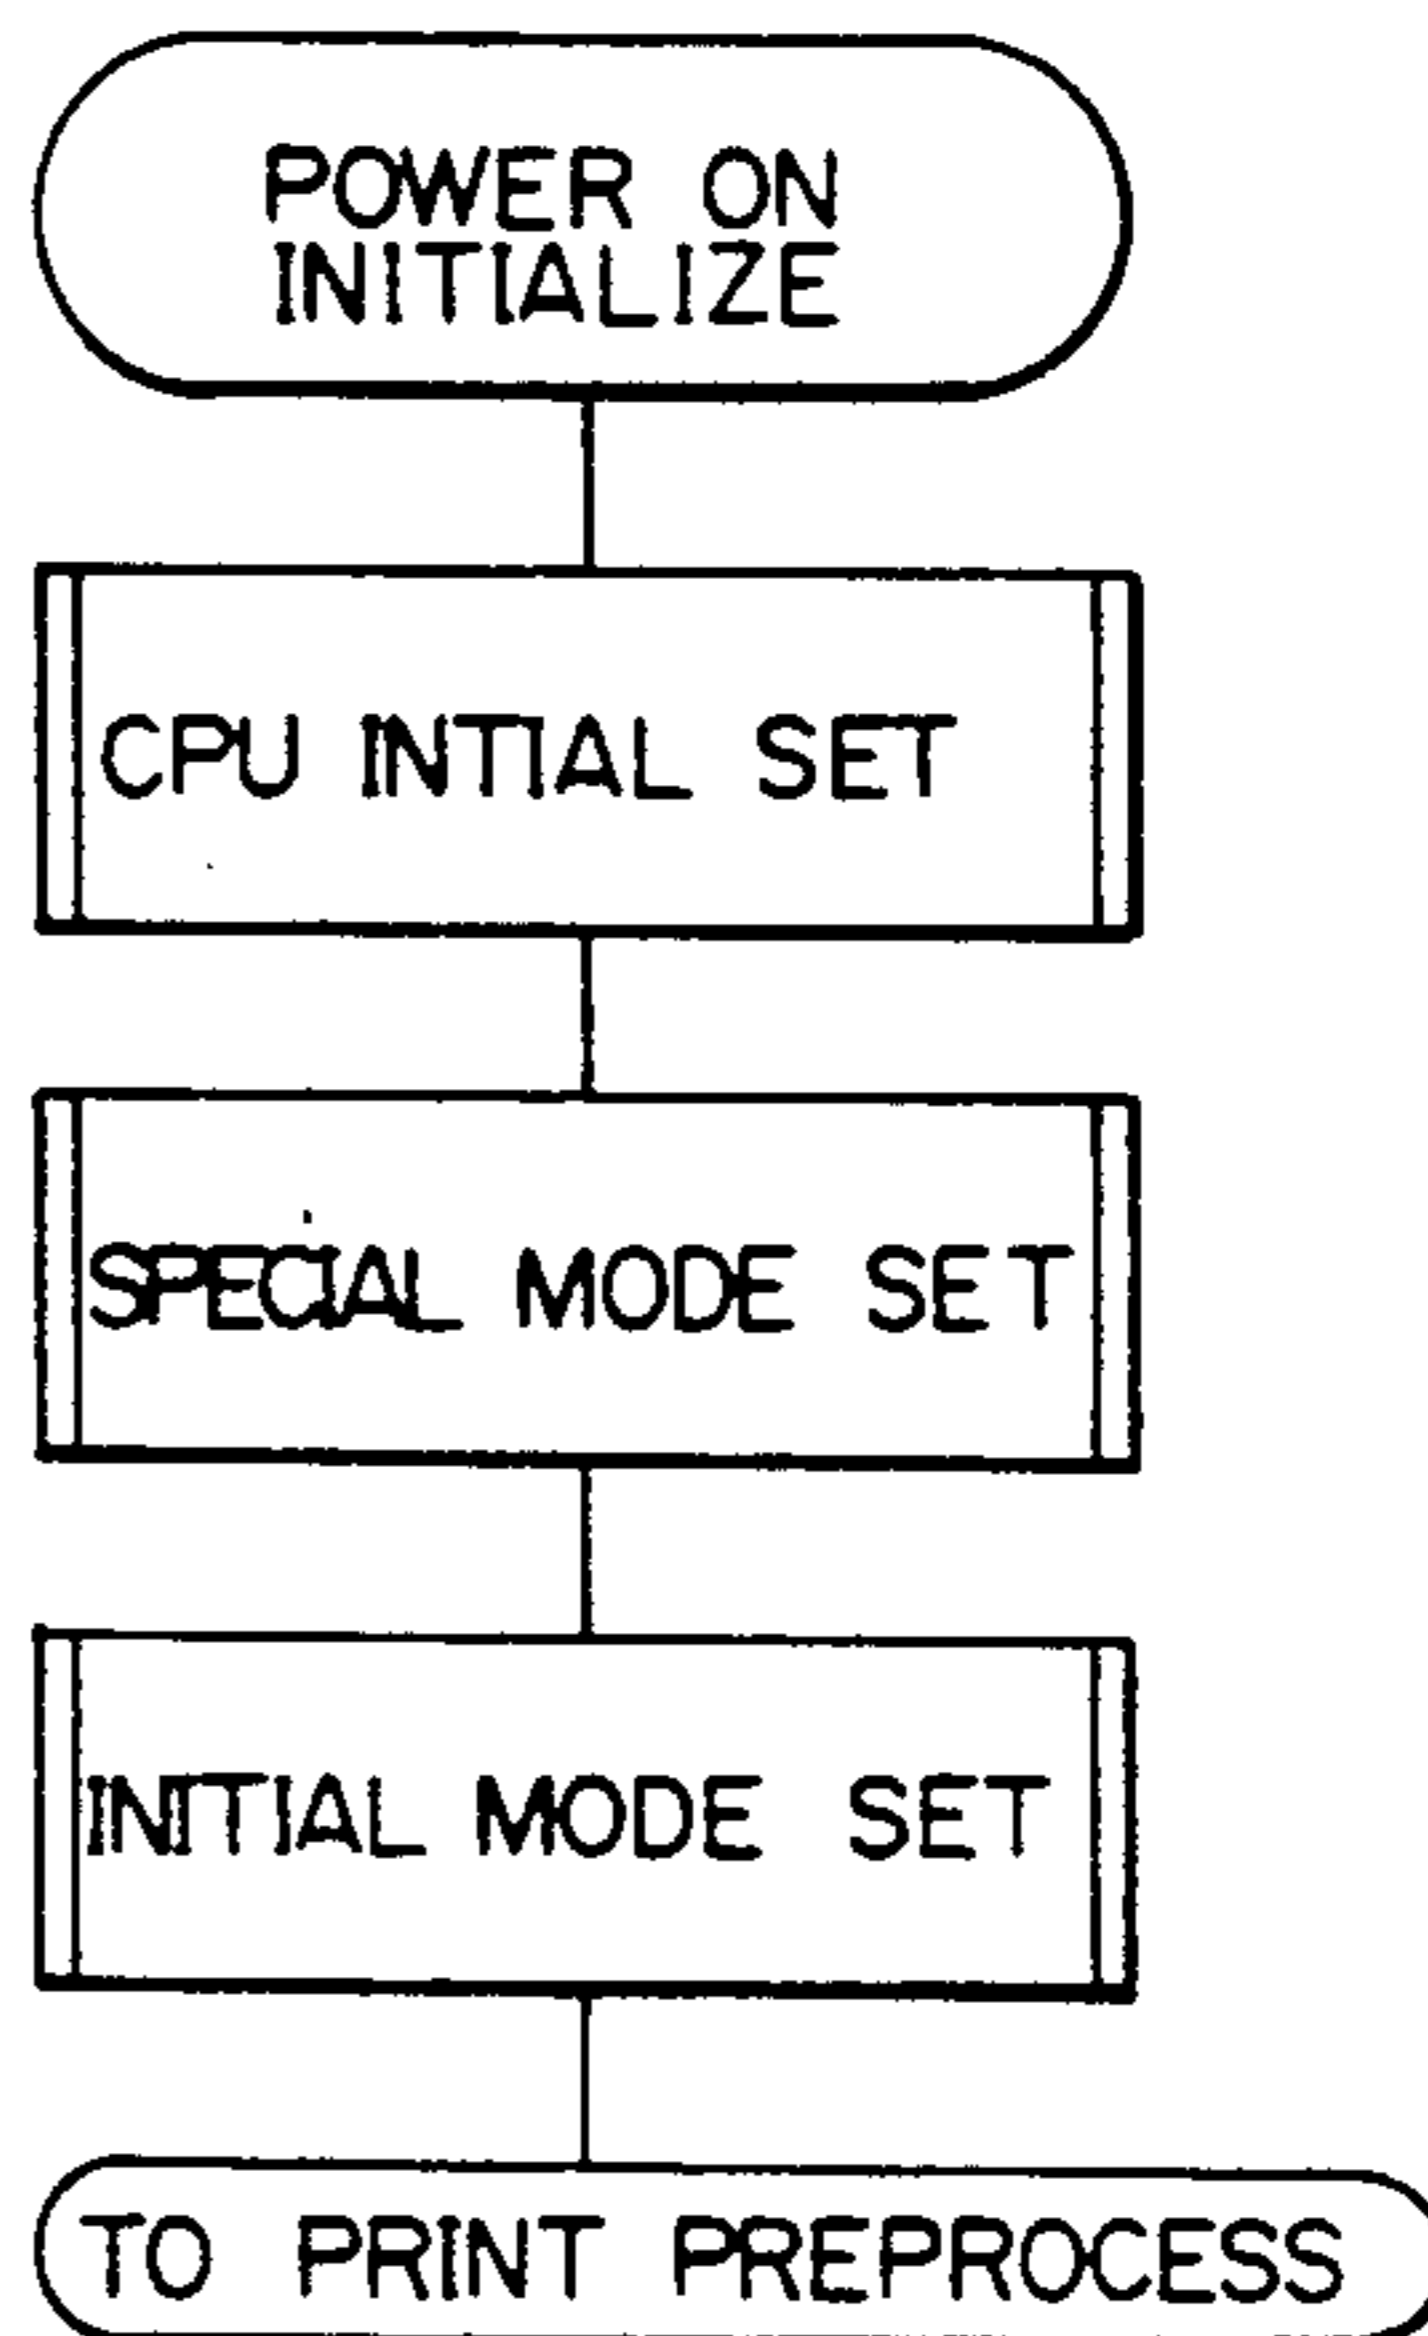 POWER ON
INITIALIZE
CPU INTIAL SET
SPECIAL MODE SET
INITIAL MODE SET
TO PRINT PREPROCESS